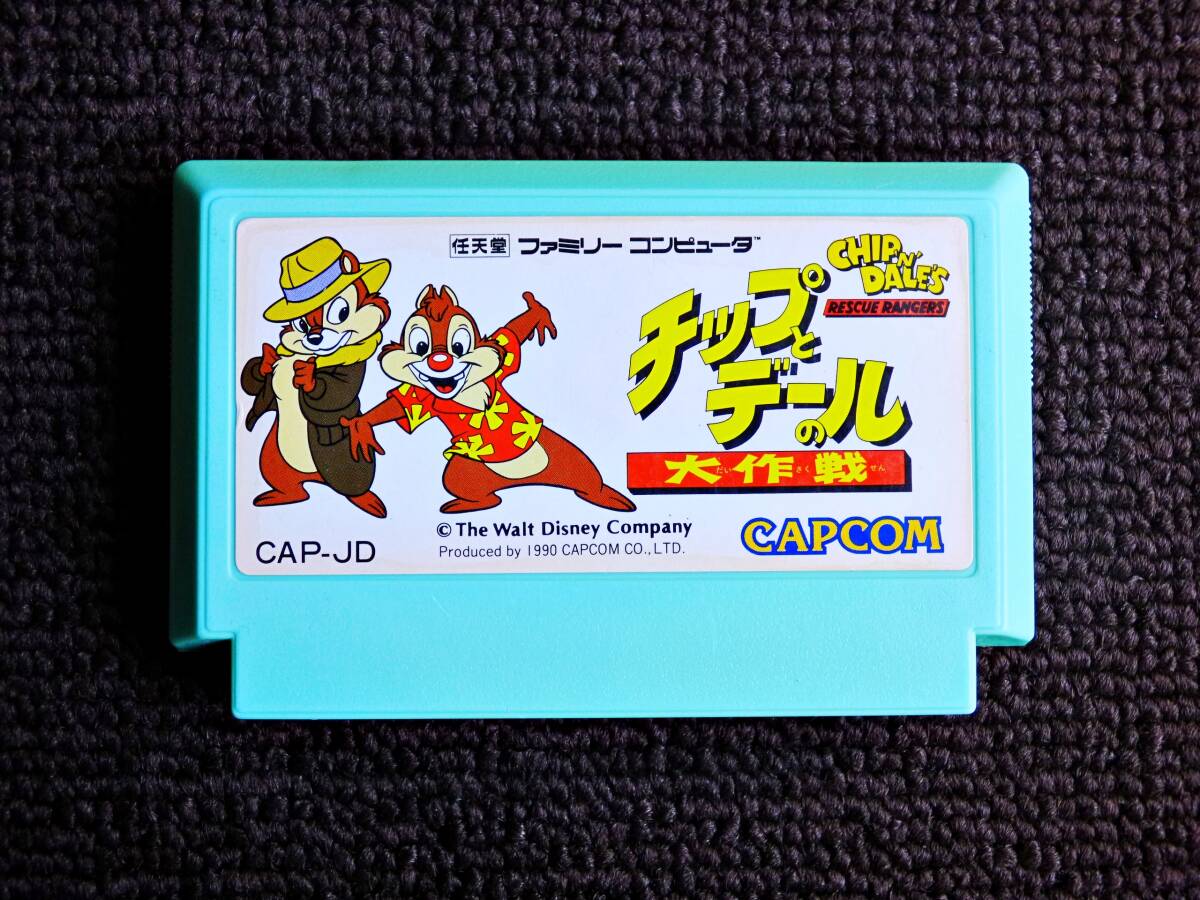 任天堂 ファミリー コンピュータ™
CHIP 'N' DALE'S
RESCUE RANGERS
チップと
デールの
大作戦
だい さく せん
© The Walt Disney Company
Produced by 1990 CAPCOM CO., LTD.
CAP-JD
CAPCOM